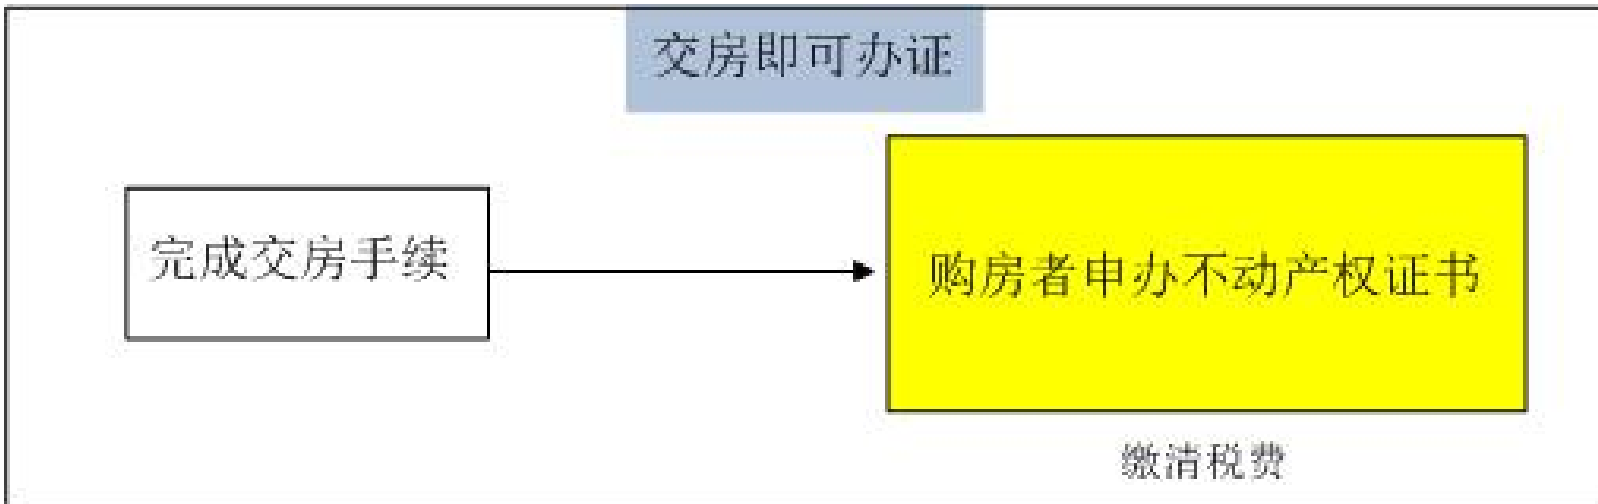 交房即可办证
完成交房手续
购房者申办不动产权证书
缴清税费